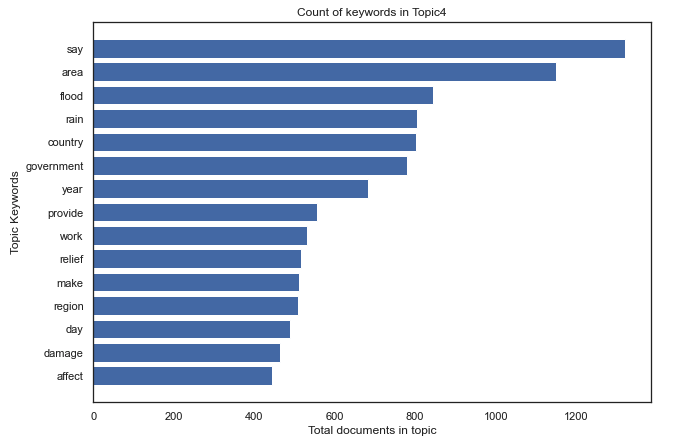 Count of keywords in Topic4
Topic Keywords
say
area
flood
rain
country
government
year
provide
work
relief
make
region
day
damage
affect
0 200 400 600 800 1000 1200
Total documents in topic